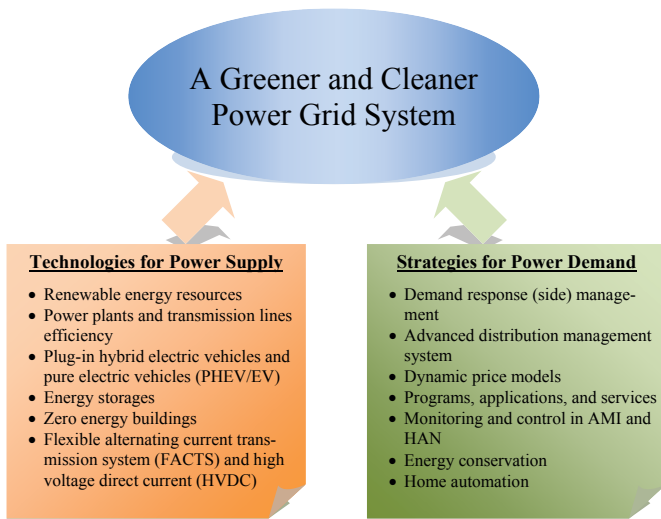 A Greener and Cleaner
Power Grid System
Technologies for Power Supply
• Renewable energy resources
• Power plants and transmission lines
efficiency
• Plug-in hybrid electric vehicles and
pure electric vehicles (PHEV/EV)
• Energy storages
• Zero energy buildings
• Flexible alternating current trans-
mission system (FACTS) and high
voltage direct current (HVDC)
Strategies for Power Demand
• Demand response (side) manage-
ment
• Advanced distribution management
system
• Dynamic price models
• Programs, applications, and services
• Monitoring and control in AMI and
HAN
• Energy conservation
• Home automation